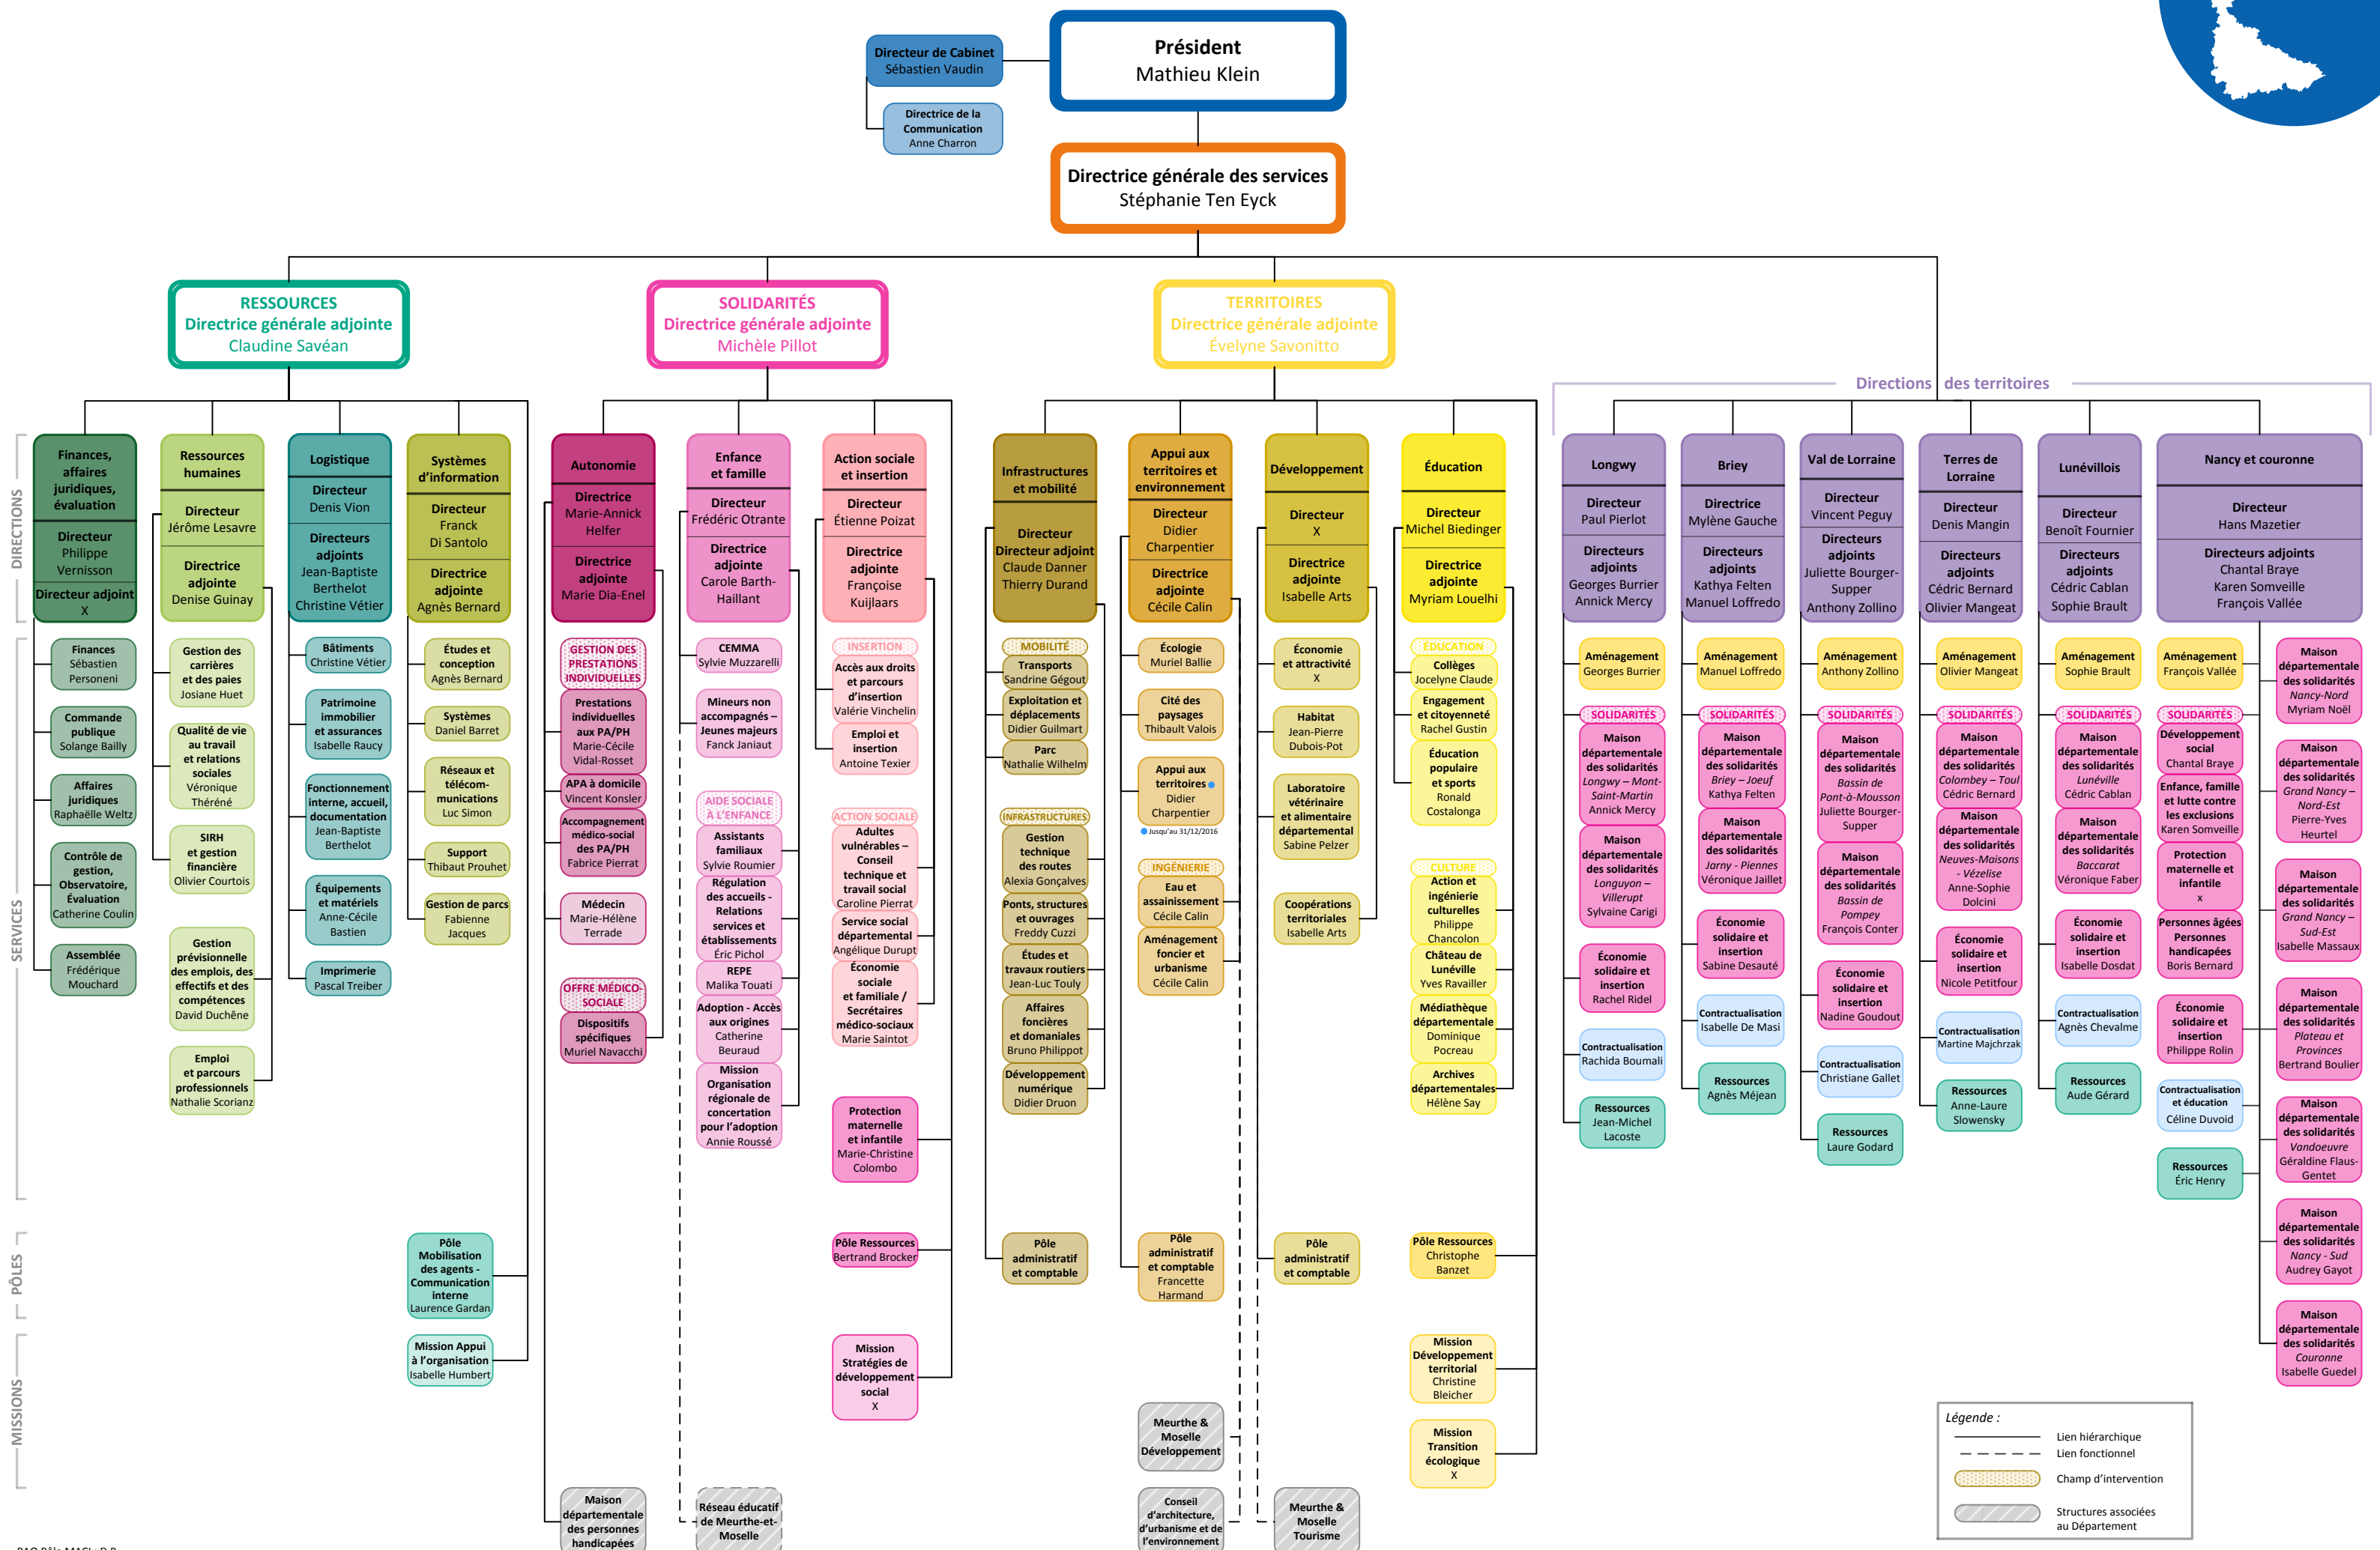 Directeur de Cabinet
Sébastien Vaudin
Directrice de la
Communication
Anne Charron
Président
Mathieu Klein
Directrice générale des services
Stéphanie Ten Eyck
RESSOURCES
Directrice générale adjointe
Claudine Savéan
SOLIDARITÉS
Directrice générale adjointe
Michèle Pillot
TERRITOIRES
Directrice générale adjointe
Évelyne Savonitto
Directions des territoires
DIRECTIONS
Finances,
affaires
juridiques,
évaluation
Directeur
Philippe
Vernisson
Directeur adjoint
X
Ressources
humaines
Directeur
Jérôme Lesavre
Directrice
adjointe
Denise Guinay
Logistique
Directeur
Denis Vion
Directeurs
adjoints
Jean-Baptiste
Berthelot
Christine Vétier
Systèmes
d'information
Directeur
Franck
Di Santolo
Directrice
adjointe
Agnès Bernard
Autonomie
Directrice
Marie-Annick
Helfer
Directrice
adjointe
Marie Dia-Enel
Enfance
et famille
Directeur
Frédéric Otrante
Directrice
adjointe
Carole Barth-
Haillant
Action sociale
et insertion
Directeur
Étienne Poizat
Directrice
adjointe
Françoise
Kuijlaars
Infrastructures
et mobilité
Directeur
Directeur adjoint
Claude Danner
Thierry Durand
Appui aux
territoires et
environnement
Directeur
Didier
Charpentier
Directrice
adjointe
Cécile Calin
Développement
Directeur
X
Directrice
adjointe
Isabelle Arts
Éducation
Directeur
Michel Biedinger
Directrice
adjointe
Myriam Louelhi
Longwy
Directeur
Paul Pierlot
Directeurs
adjoints
Georges Burrier
Annick Mercy
Briey
Directrice
Mylène Gauche
Directeurs
adjoints
Kathya Felten
Manuel Loffredo
Val de Lorraine
Directeur
Vincent Peguy
Directeurs
adjoints
Juliette Bourger-
Supper
Anthony Zollino
Terres de
Lorraine
Directeur
Denis Mangin
Directeurs
adjoints
Cédric Bernard
Olivier Mangeat
Lunévillois
Directeur
Benoît Fournier
Directeurs
adjoints
Cédric Cablan
Sophie Brault
Nancy et couronne
Directeur
Hans Mazetier
Directeurs adjoints
Chantal Braye
Karen Somveille
François Vallée
SERVICES
Finances
Sébastien
Personeni
Commande
publique
Solange Bailly
Affaires
juridiques
Raphaëlle Weltz
Contrôle de
gestion,
Observatoire,
Évaluation
Catherine Coulin
Assemblée
Frédérique
Mouchard
Gestion des
carrières
et des paies
Josiane Huet
Qualité de vie
au travail
et relations
sociales
Véronique
Théréné
SIRH
et gestion
financière
Olivier Courtois
Gestion
prévisionnelle
des emplois, des
effectifs et des
compétences
David Duchêne
Emploi
et parcours
professionnels
Nathalie Scorianz
Bâtiments
Christine Vétier
Patrimoine
immobilier
et assurances
Isabelle Raucy
Fonctionnement
interne, accueil,
documentation
Jean-Baptiste
Berthelot
Équipements
et matériels
Anne-Cécile
Bastien
Imprimerie
Pascal Treiber
Études et
conception
Agnès Bernard
Systèmes
Daniel Barret
Réseaux et
télécom-
munications
Luc Simon
Support
Thibaut Prouhet
Gestion de parcs
Fabienne
Jacques
GESTION DES
PRESTATIONS
INDIVIDUELLES
Prestations
individuelles
aux PA/PH
Marie-Cécile
Vidal-Rosset
APA à domicile
Vincent Konsler
Accompagnement
médico-social
des PA/PH
Fabrice Pierrat
Médecin
Marie-Hélène
Terrade
OFFRE MÉDICO-
SOCIALE
Dispositifs
spécifiques
Muriel Navacchi
CEMMA
Sylvie Muzzarelli
Mineurs non
accompagnés –
Jeunes majeurs
Fanck Janiaut
AIDE SOCIALE
À L'ENFANCE
Assistants
familiaux
Sylvie Roumier
Régulation
des accueils -
Relations
services et
établissements
Éric Pichol
REPE
Malika Touati
Adoption - Accès
aux origines
Catherine
Beuraud
Mission
Organisation
régionale de
concertation
pour l'adoption
Annie Roussé
INSERTION
Accès aux droits
et parcours
d'insertion
Valérie Vinchelin
Emploi et
insertion
Antoine Texier
ACTION SOCIALE
Adultes
vulnérables –
Conseil
technique et
travail social
Caroline Pierrat
Service social
départemental
Angélique Durupt
Économie
sociale
et familiale /
Secrétaires
médico-sociaux
Marie Saintot
Protection
maternelle
et infantile
Marie-Christine
Colombo
MOBILITÉ
Transports
Sandrine Gégout
Exploitation et
déplacements
Didier Guilmart
Parc
Nathalie Wilhelm
INFRASTRUCTURES
Gestion
technique
des routes
Alexia Gonçalves
Ponts, structures
et ouvrages
Freddy Cuzzi
Études et
travaux routiers
Jean-Luc Touly
Affaires
foncières
et domaniales
Bruno Philippot
Développement
numérique
Didier Druon
Écologie
Muriel Ballie
Cité des
paysages
Thibault Valois
Appui aux
territoires
Didier
Charpentier
Jusqu'au 31/12/2016
INGÉNIERIE
Eau et
assainissement
Cécile Calin
Aménagement
foncier et
urbanisme
Cécile Calin
Économie
et attractivité
X
Habitat
Jean-Pierre
Dubois-Pot
Laboratoire
vétérinaire
et alimentaire
départemental
Sabine Pelzer
Coopérations
territoriales
Isabelle Arts
ÉDUCATION
Collèges
Jocelyne Claude
Engagement
et citoyenneté
Rachel Gustin
Éducation
populaire
et sports
Ronald
Costalonga
CULTURE
Action et
ingénierie
culturelles
Philippe
Chancolon
Château de
Lunéville
Yves Ravailler
Médiathèque
départementale
Dominique
Pocreau
Archives
départementales
Hélène Say
Aménagement
Georges Burrier
SOLIDARITÉS
Maison
départementale
des solidarités
Longwy – Mont-
Saint-Martin
Annick Mercy
Maison
départementale
des solidarités
Longuyon –
Villerupt
Sylvaine Carigi
Économie
solidaire et
insertion
Rachel Ridel
Contractualisation
Rachida Boumali
Ressources
Jean-Michel
Lacoste
Aménagement
Manuel Loffredo
SOLIDARITÉS
Maison
départementale
des solidarités
Briey – Joeuf
Kathya Felten
Maison
départementale
des solidarités
Jarny - Piennes
Véronique Jaillet
Économie
solidaire et
insertion
Sabine Desauté
Contractualisation
Isabelle De Masi
Ressources
Agnès Méjean
Aménagement
Anthony Zollino
SOLIDARITÉS
Maison
départementale
des solidarités
Bassin de
Pont-à-Mousson
Juliette Bourger-
Supper
Maison
départementale
des solidarités
Bassin de
Pompey
François Conter
Économie
solidaire et
insertion
Nadine Goudout
Contractualisation
Christiane Gallet
Ressources
Laure Godard
Aménagement
Olivier Mangeat
SOLIDARITÉS
Maison
départementale
des solidarités
Colombey – Toul
Cédric Bernard
Maison
départementale
des solidarités
Neuves-Maisons
- Vézelise
Anne-Sophie
Dolcini
Économie
solidaire et
insertion
Nicole Petitfour
Contractualisation
Martine Majchrzak
Ressources
Anne-Laure
Slowensky
Aménagement
Sophie Brault
SOLIDARITÉS
Maison
départementale
des solidarités
Lunéville
Cédric Cablan
Maison
départementale
des solidarités
Baccarat
Véronique Faber
Économie
solidaire et
insertion
Isabelle Dosdat
Contractualisation
Agnès Chevalme
Ressources
Aude Gérard
Aménagement
François Vallée
SOLIDARITÉS
Développement
social
Chantal Braye
Enfance, famille
et lutte contre
les exclusions
Karen Somveille
Protection
maternelle et
infantile
x
Personnes âgées
Personnes
handicapées
Boris Bernard
Économie
solidaire et
insertion
Philippe Rolin
Contractualisation
et éducation
Céline Duvoid
Ressources
Éric Henry
Maison
départementale
des solidarités
Nancy-Nord
Myriam Noël
Maison
départementale
des solidarités
Grand Nancy –
Nord-Est
Pierre-Yves
Heurtel
Maison
départementale
des solidarités
Grand Nancy –
Sud-Est
Isabelle Massaux
Maison
départementale
des solidarités
Plateau et
Provinces
Bertrand Boulier
Maison
départementale
des solidarités
Vandoeuvre
Géraldine Flaus-
Gentet
Maison
départementale
des solidarités
Nancy - Sud
Audrey Gayot
Maison
départementale
des solidarités
Couronne
Isabelle Guedel
PÔLES
Pôle
Mobilisation
des agents -
Communication
interne
Laurence Gardan
Pôle Ressources
Bertrand Brocker
Pôle
administratif
et comptable
Pôle
administratif
et comptable
Francette
Harmand
Pôle
administratif
et comptable
Pôle Ressources
Christophe
Banzet
MISSIONS
Mission Appui
à l'organisation
Isabelle Humbert
Mission
Stratégies de
développement
social
X
Mission
Développement
territorial
Christine
Bleicher
Mission
Transition
écologique
X
Meurthe &
Moselle
Développement
Maison
départementale
des personnes
handicapées
Réseau éducatif
de Meurthe-et-
Moselle
Conseil
d'architecture,
d'urbanisme et de
l'environnement
Meurthe &
Moselle
Tourisme
Légende :
Lien hiérarchique
Lien fonctionnel
Champ d'intervention
Structures associées
au Département